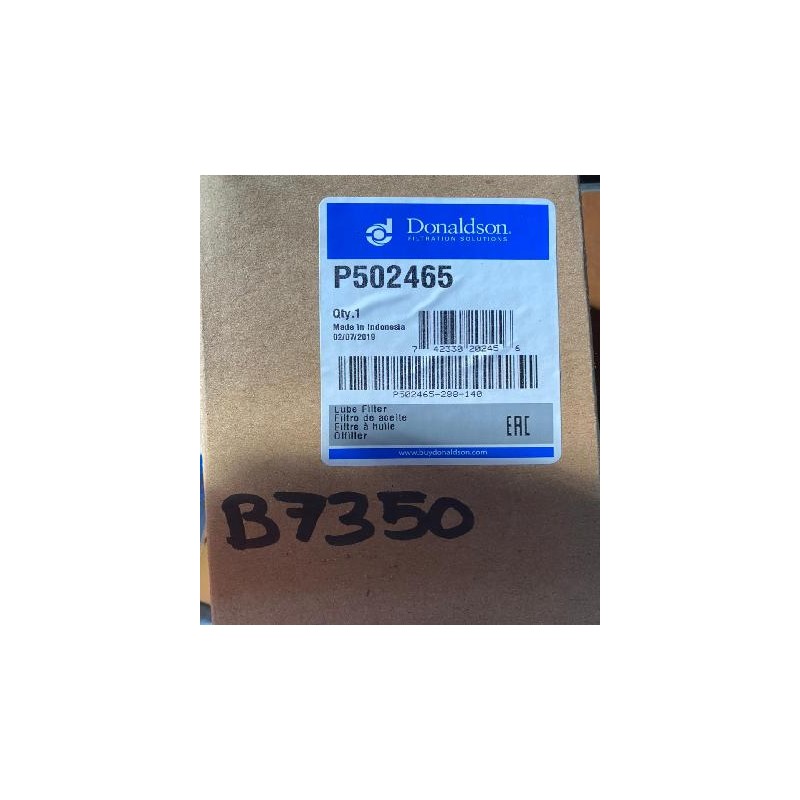 Donaldson.
FILTRATION SOLUTIONS
P502465
Qty.1
Made in Indonesia
02/07/2019
7 42330 20245 6
P502465-288-140
Lube Filter
Filtro de aceite
Filtre à huile
Ölfilter
EAC
www.buydonaldson.com
B7350